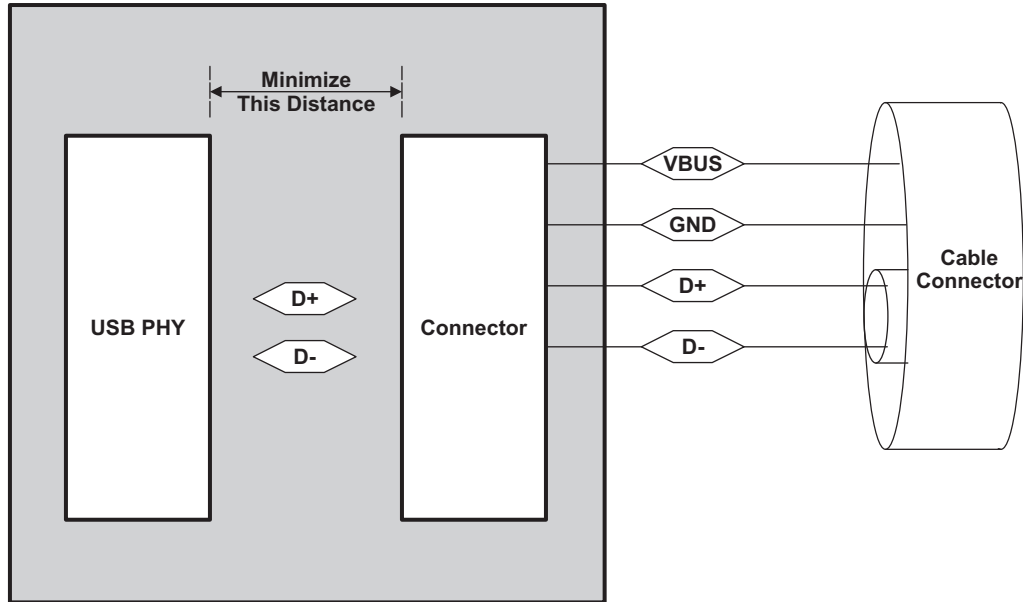 Minimize
This Distance
USB PHY
D+
D-
Connector
VBUS
GND
D+
D-
Cable
Connector